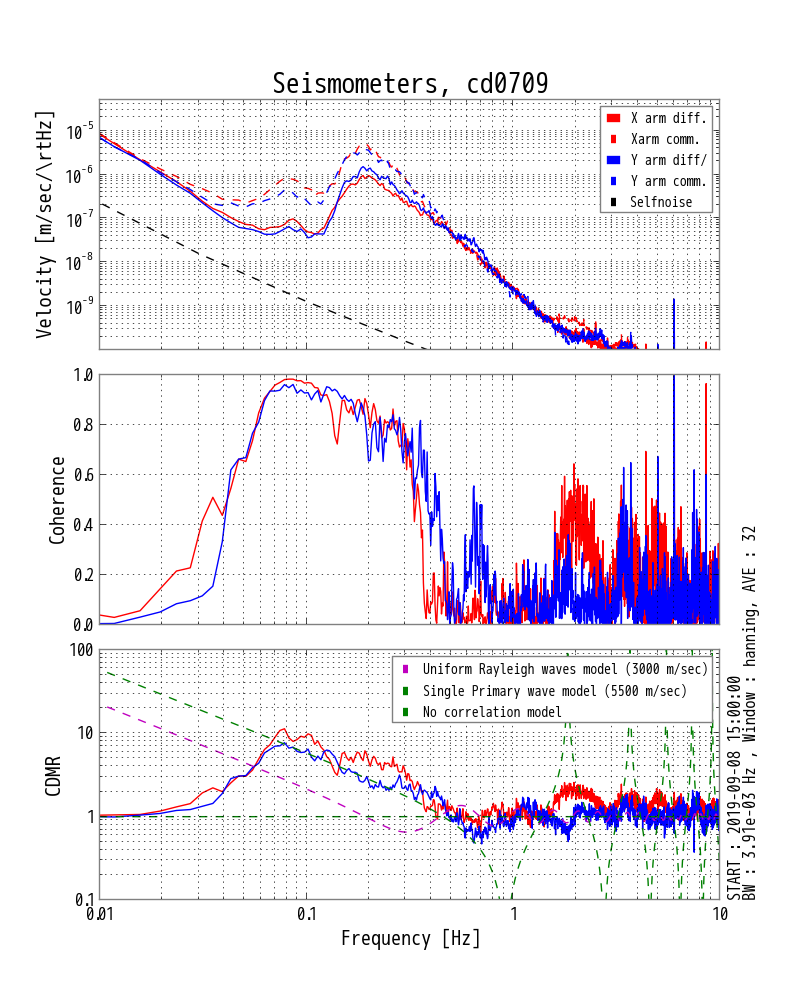 Seismometers, cd0709
Velocity [m/sec/\rtHz]
10^-5
10^-6
10^-7
10^-8
10^-9
X arm diff.
Xarm comm.
Y arm diff/
Y arm comm.
Selfnoise
Coherence
1.0
0.8
0.6
0.4
0.2
0.0
CDMR
100
10
1
0.1
Uniform Rayleigh waves model (3000 m/sec)
Single Primary wave model (5500 m/sec)
No correlation model
0.01
0.1
1
10
Frequency [Hz]
START : 2019-09-08 15:00:00
BW : 3.91e-03 Hz , Window : hanning, AVE : 32